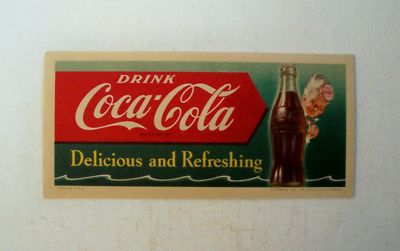 DRINK
Coca-Cola
Delicious and Refreshing